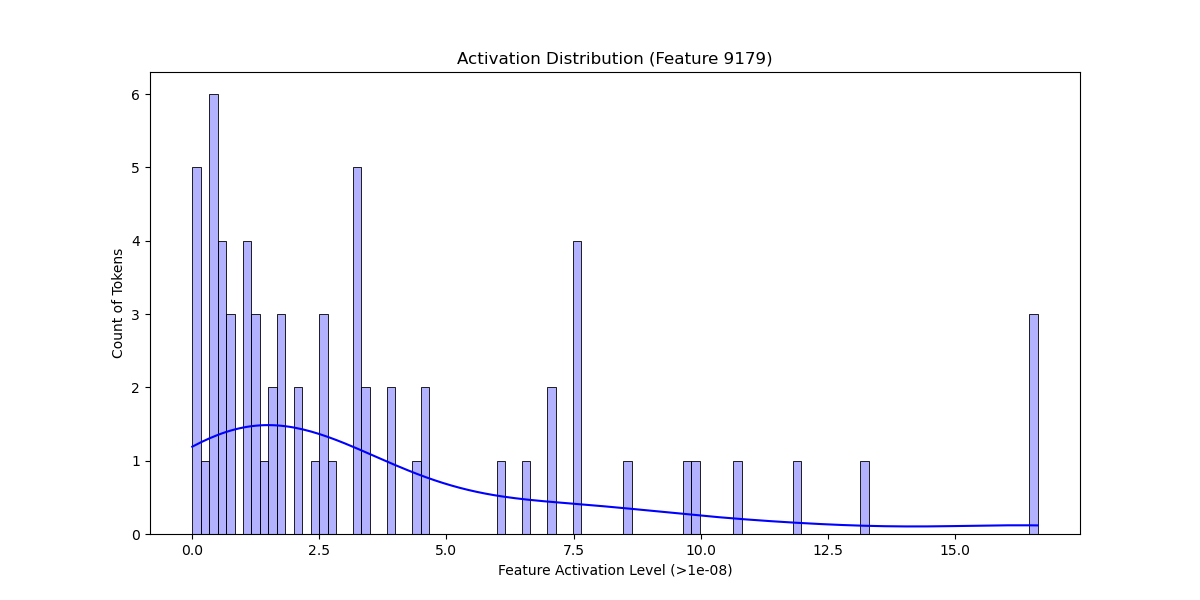 Activation Distribution (Feature 9179)
Count of Tokens
6
5
4
3
2
1
0
0.0 2.5 5.0 7.5 10.0 12.5 15.0
Feature Activation Level (>1e-08)